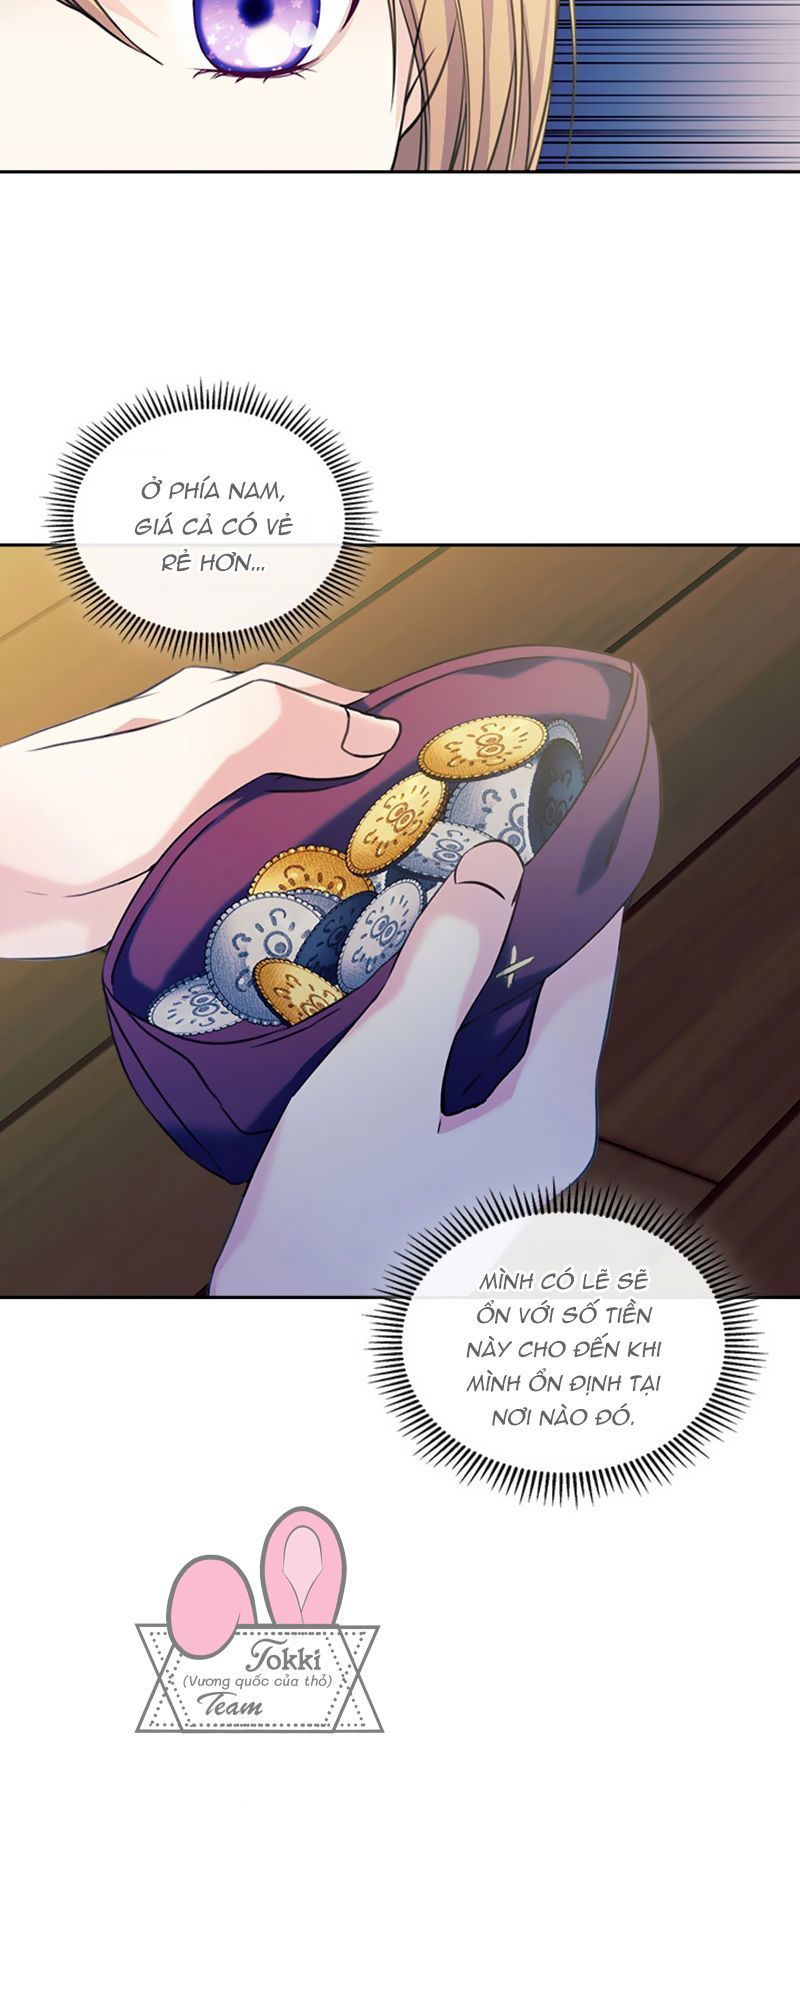 Ở PHÍA NAM,
GIÁ CẢ CÓ VẺ
RẺ HƠN...
MÌNH CÓ LẼ SẼ
ỔN VỚI SỐ TIỀN
NÀY CHO ĐẾN KHI
MÌNH ỔN ĐỊNH TẠI
NƠI NÀO ĐÓ.
Tokki
(Vương quốc của thỏ)
Team